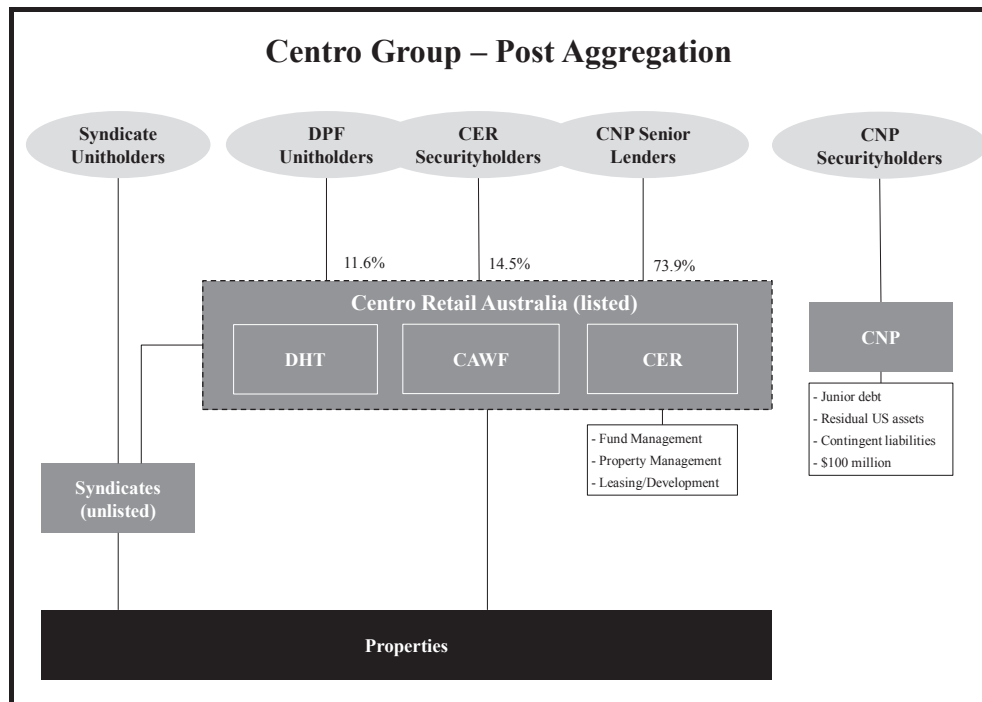 Centro Group – Post Aggregation
Syndicate
Unitholders
DPF
Unitholders
CER
Securityholders
CNP Senior
Lenders
CNP
Securityholders
11.6%
14.5%
73.9%
Centro Retail Australia (listed)
DHT
CAWF
CER
CNP
- Junior debt
- Residual US assets
- Contingent liabilities
- $100 million
- Fund Management
- Property Management
- Leasing/Development
Syndicates
(unlisted)
Properties